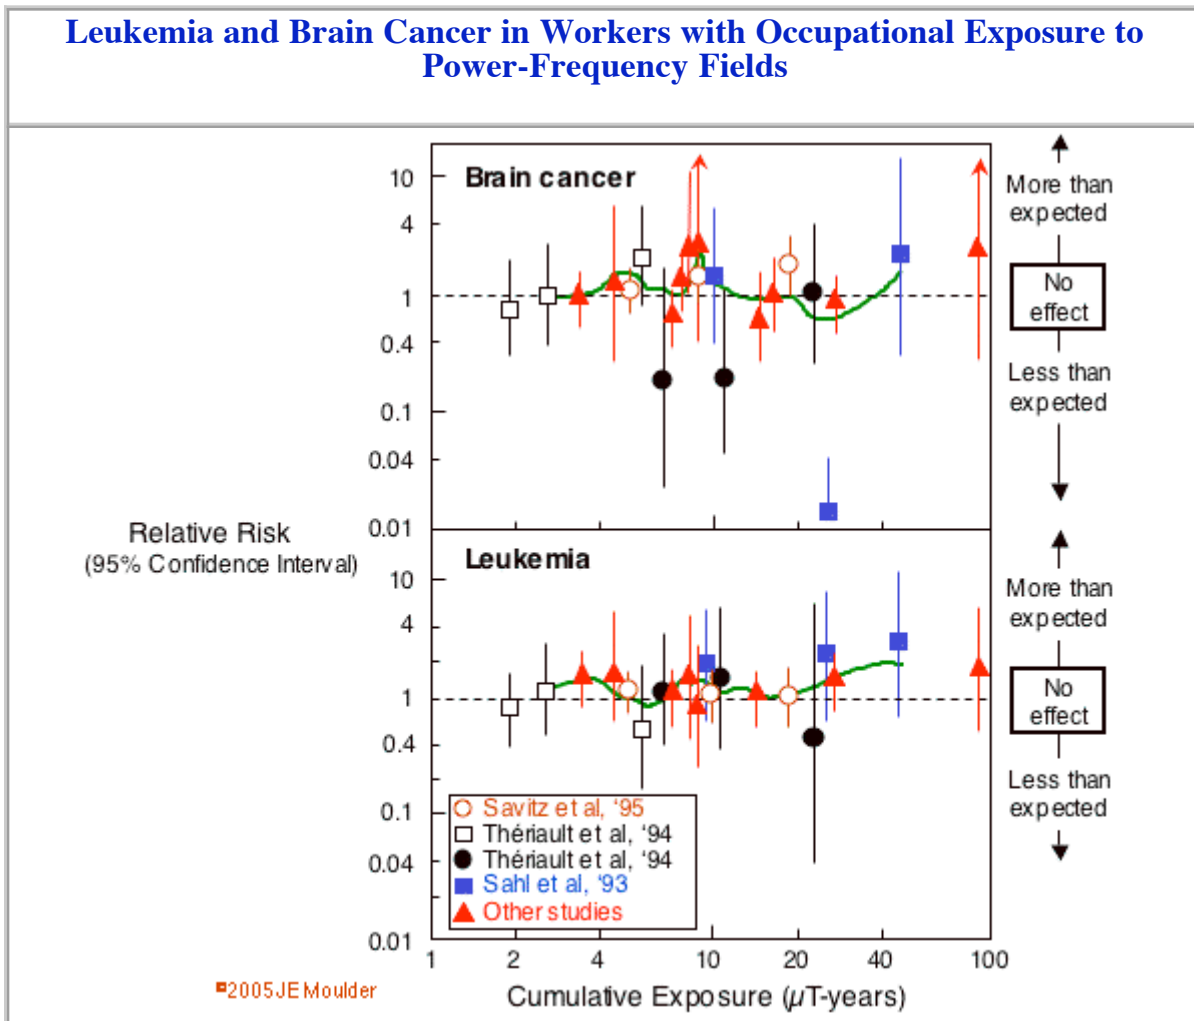 Leukemia and Brain Cancer in Workers with Occupational Exposure to
Power-Frequency Fields
Brain cancer
10
4
1
0.4
0.1
0.04
0.01
More than
expected
No
effect
Less than
expected
Relative Risk
(95% Confidence Interval)
Leukemia
10
4
1
0.4
0.1
0.04
0.01
More than
expected
No
effect
Less than
expected
Savitz et al, ‘95
Thériault et al, ‘94
Thériault et al, ‘94
Sahl et al, ‘93
Other studies
1 2 4 10 20 40 100
Cumulative Exposure (µT-years)
©2005 JE Moulder